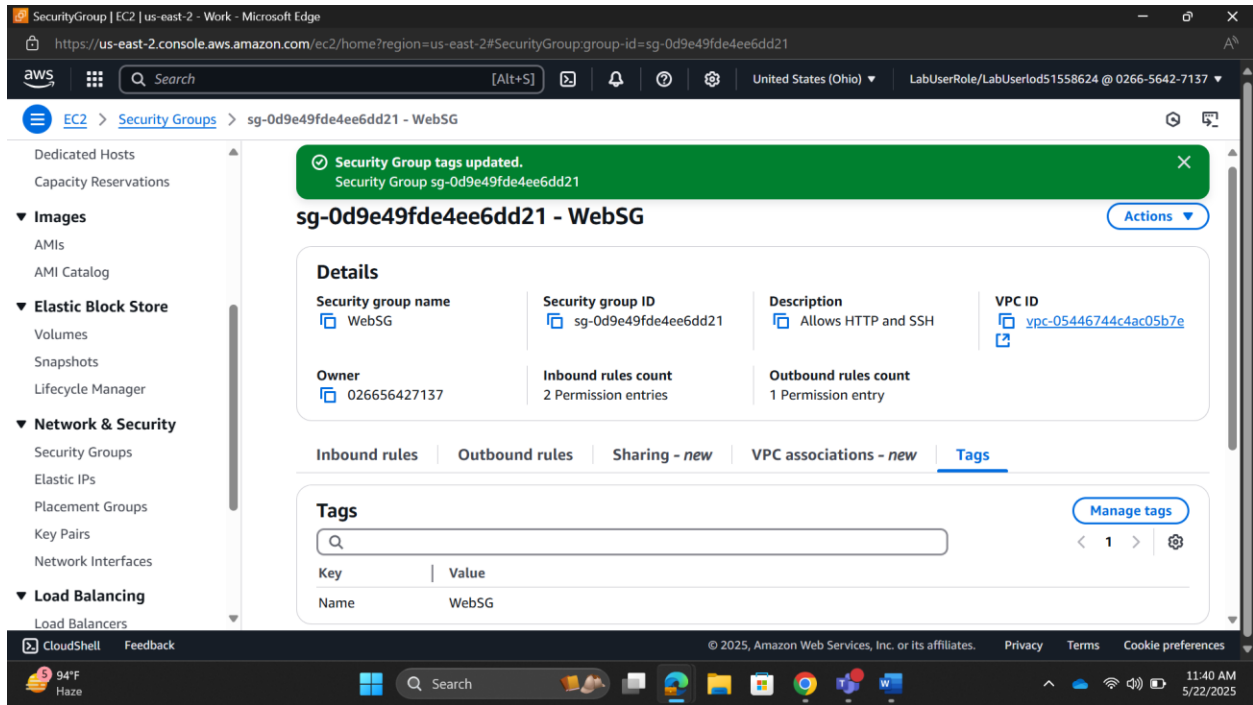 SecurityGroup | EC2 | us-east-2 - Work - Microsoft Edge
https://us-east-2.console.aws.amazon.com/ec2/home?region=us-east-2#SecurityGroup:group-id=sg-0d9e49fde4ee6dd21
aws Search [Alt+S] United States (Ohio) LabUserRole/LabUserlod51558624 @ 0266-5642-7137
EC2 > Security Groups > sg-0d9e49fde4ee6dd21 - WebSG
Dedicated Hosts
Capacity Reservations
Images
AMIs
AMI Catalog
Elastic Block Store
Volumes
Snapshots
Lifecycle Manager
Network & Security
Security Groups
Elastic IPs
Placement Groups
Key Pairs
Network Interfaces
Load Balancing
Load Balancers
Security Group tags updated.
Security Group sg-0d9e49fde4ee6dd21
sg-0d9e49fde4ee6dd21 - WebSG Actions
Details
Security group name Security group ID Description VPC ID
WebSG sg-0d9e49fde4ee6dd21 Allows HTTP and SSH vpc-05446744c4ac05b7e
Owner Inbound rules count Outbound rules count
026656427137 2 Permission entries 1 Permission entry
Inbound rules Outbound rules Sharing - new VPC associations - new Tags
Tags Manage tags
< 1 >
Key Value
Name WebSG
CloudShell Feedback © 2025, Amazon Web Services, Inc. or its affiliates. Privacy Terms Cookie preferences
5 94°F Search 11:40 AM
Haze 5/22/2025